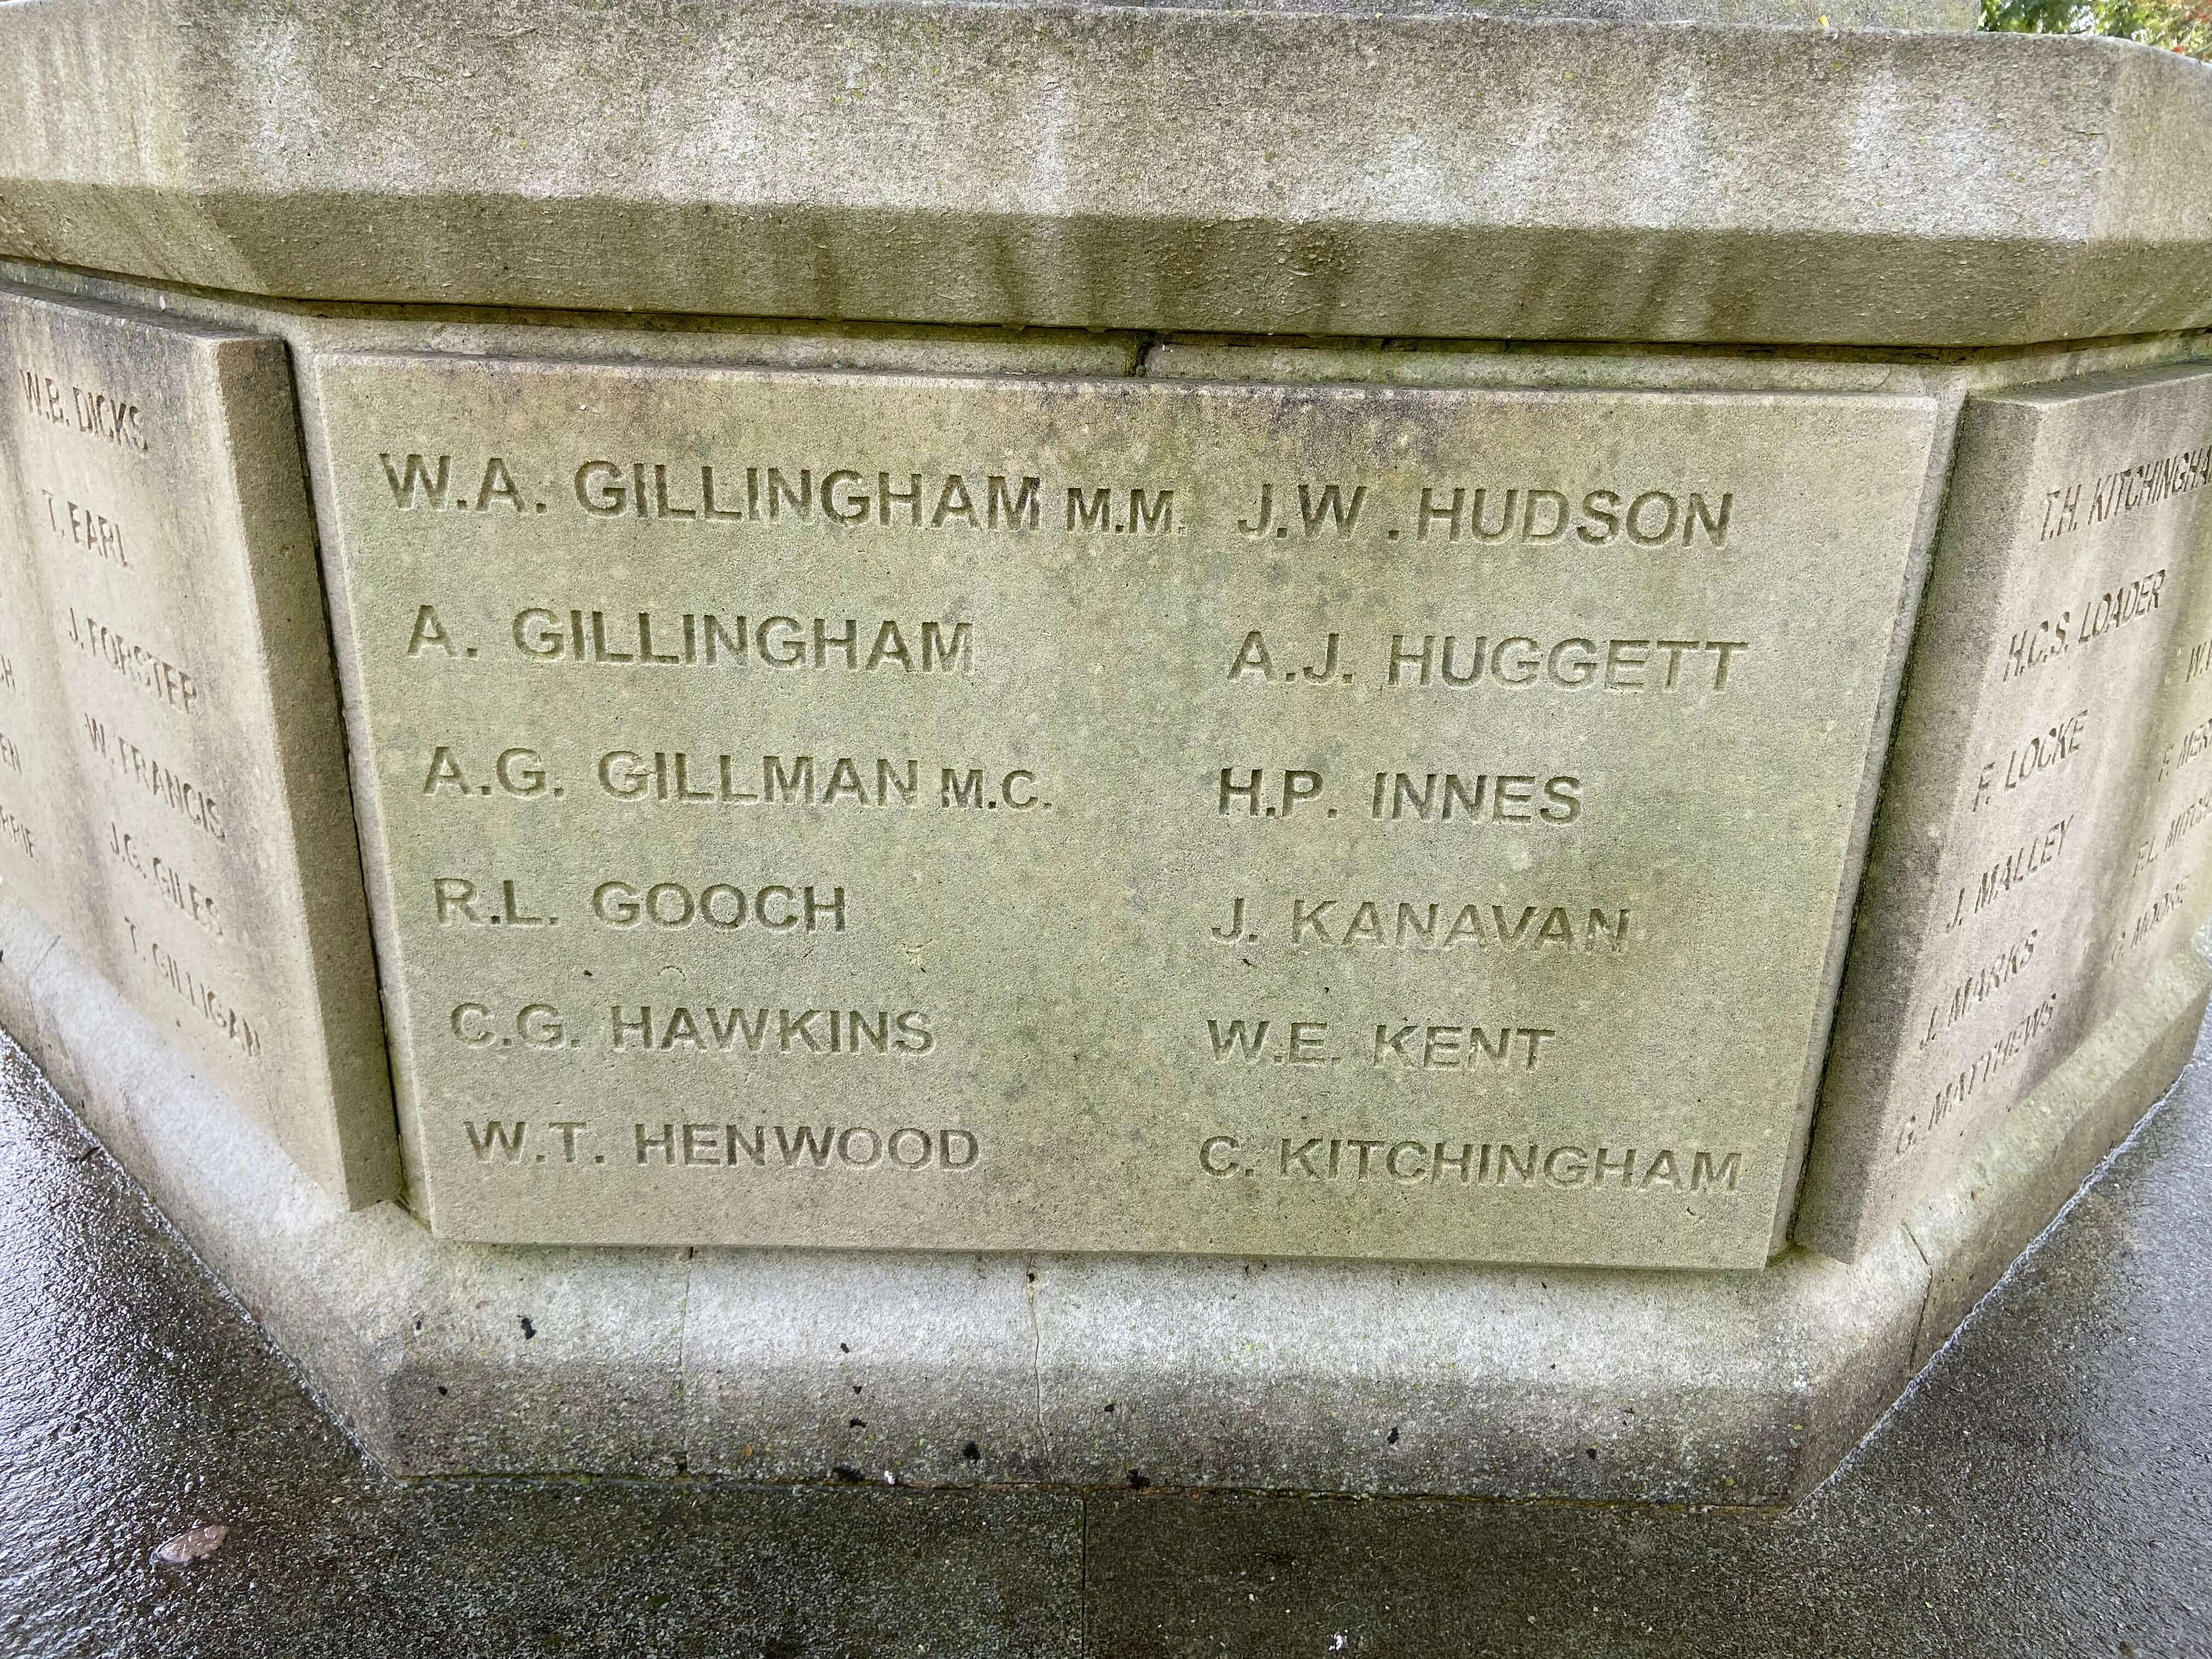 W.B. DICKS
T. EARL
J. FORSTER
W. FRANCIS
J.G. GILES
T. GILLIGAN
W.A. GILLINGHAM M.M.
A. GILLINGHAM
A.G. GILLMAN M.C.
R.L. GOOCH
C.G. HAWKINS
W.T. HENWOOD
J.W. HUDSON
A.J. HUGGETT
H.P. INNES
J. KANAVAN
W.E. KENT
C. KITCHINGHAM
T.H.
H.C.S. LOADER
F. LOCKE
J. MALLEY
J. MARKS
G. MATTHEWS
F.
F.L.
MOORE